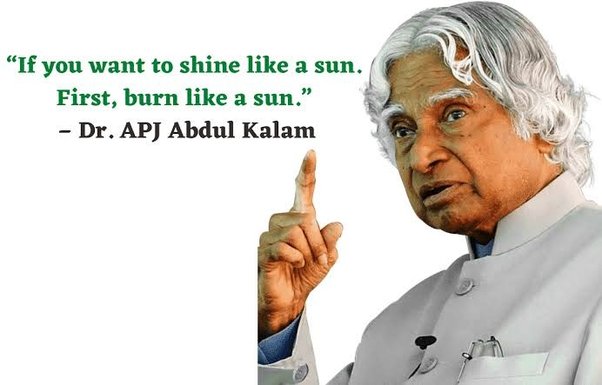 “If you want to shine like a sun.
First, burn like a sun.”
– Dr. APJ Abdul Kalam